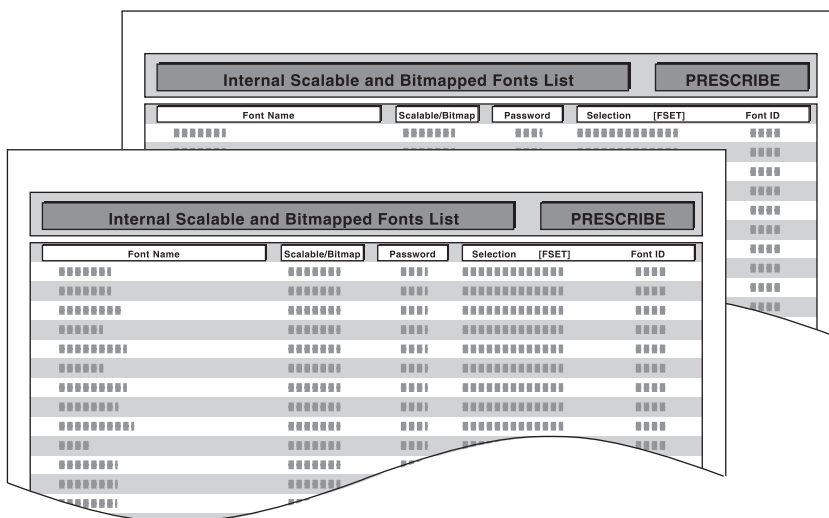 Internal Scalable and Bitmapped Fonts List PRESCRIBE
Font Name Scalable/Bitmap Password Selection [FSET] Font ID
Internal Scalable and Bitmapped Fonts List PRESCRIBE
Font Name Scalable/Bitmap Password Selection [FSET] Font ID